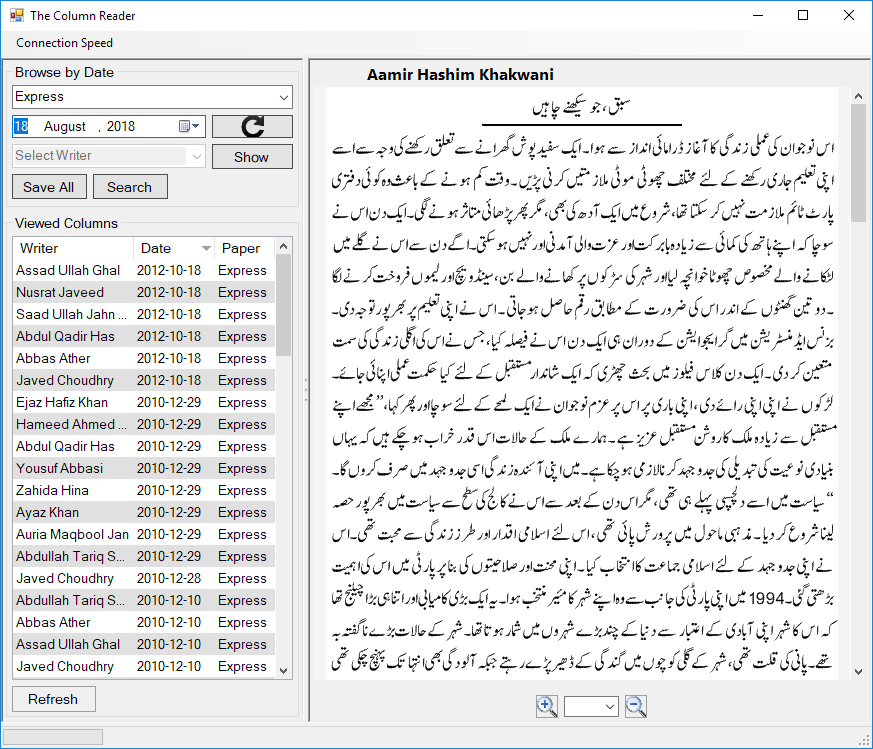 The Column Reader
Connection Speed
Browse by Date
Express
18 August , 2018
Select Writer
Show
Save All Search
Viewed Columns
Writer Date Paper
Assad Ullah Ghal 2012-10-18 Express
Nusrat Javeed 2012-10-18 Express
Saad Ullah Jahn ... 2012-10-18 Express
Abdul Qadir Has 2012-10-18 Express
Abbas Ather 2012-10-18 Express
Javed Choudhry 2012-10-18 Express
Ejaz Hafiz Khan 2010-12-29 Express
Hameed Ahmed ... 2010-12-29 Express
Abdul Qadir Has 2010-12-29 Express
Yousuf Abbasi 2010-12-29 Express
Zahida Hina 2010-12-29 Express
Ayaz Khan 2010-12-29 Express
Auria Maqbool Jan 2010-12-29 Express
Abdullah Tariq S... 2010-12-29 Express
Javed Choudhry 2010-12-28 Express
Abdullah Tariq S... 2010-12-10 Express
Abbas Ather 2010-12-10 Express
Assad Ullah Ghal 2010-12-10 Express
Javed Choudhry 2010-12-10 Express
Refresh
Aamir Hashim Khakwani
سبق، جو سیکھنے چاہیں
اس نوجوان کی عملی زندگی کا آغاز ڈرامائی انداز سے ہوا۔ ایک سفید پوش گھرانے سے تعلق رکھنے کی وجہ سے اسے
اپنی تعلیم جاری رکھنے کے لئے مختلف چھوٹی موٹی ملازمتیں کرنی پڑیں۔ وقت کم ہونے کے باعث وہ کوئی دفتری
پارٹ ٹائم ملازمت نہیں کر سکتا تھا، شروع میں ایک آدھ کی بھی، مگر پھر پڑھائی متاثر ہونے لگی۔ ایک دن اس نے
سوچا کہ اپنے ہاتھ کی کمائی سے زیادہ بابرکت اور عزت والی آمدنی اور نہیں ہوسکتی۔ اگے دن سے اس نے گلے میں
لٹکانے والے مخصوص چھوٹا خوانچہ لیا اور شہر کی سڑکوں پر کھانے والے بن، سینڈویچ اور لیموں فروخت کرنے لگا
۔ دو تین گھنٹوں کے اندر اس کی ضرورت کے مطابق رقم حاصل ہوجاتی۔ اس نے اپنی تعلیم پر بھرپور توجہ دی۔
بزنس ایڈمنسٹریشن میں گرایجوایشن کے دوران ہی ایک دن اس نے فیصلہ کیا، جس نے اس کی اگلی زندگی کی سمت
متعین کر دی۔ ایک دن کلاس فیلوز میں بحث چھڑی کہ ایک شاندار مستقبل کے لئے کیا حکمت عملی اپنائی جائے۔
لڑکوں نے اپنی اپنی رائے دی، اپنی باری پر اس پرعزم نوجوان نے ایک لمحے کے لئے سوچا اور پھر کہا، ”مجھے اپنے
مستقبل سے زیادہ ملک کا روشن مستقبل عزیز ہے۔ ہمارے ملک کے حالات اس قدر خراب ہو چکے ہیں کہ یہاں
بنیادی نوعیت کی تبدیلی کی جدوجہد کرنا لازمی ہو چکا ہے۔ میں اپنی آئندہ زندگی اسی جدوجہد میں صرف کروں گا۔
“ سیاست میں اسے دلچسپی پہلے ہی تھی، مگر اس دن کے بعد سے اس نے کالج کی سطح سے سیاست میں بھرپور حصہ
لینا شروع کر دیا۔ مذہبی ماحول میں پرورش پائی تھی، اس لئے اسلامی اقدار اور طرز زندگی سے محبت تھی۔ اس
نے اپنی جدوجہد کے لئے اسلامی جماعت کا انتخاب کیا۔ اپنی محنت اور صلاحیتوں کی بنا پر پارٹی میں اس کی اہمیت
بڑھتی گئی۔ 1994 میں اپنی پارٹی کی جانب سے وہ اپنے شہر کا مئیر منتخب ہوا۔ یہ ایک بڑی کامیابی اور اتنا ہی بڑا چیلنج تھا
کہ اس کا شہر اپنی آبادی کے اعتبار سے دنیا کے چند بڑے شہروں میں شمار ہوتا تھا۔ شہر کے حالات بڑے ناگفتہ بہ
تھے۔ پانی کی قلت تھی، شہر کے گلی کوچوں میں گندگی کے ڈھیر پڑے رہتے جبکہ آلودگی بھی انتہا تک پہنچ چکی تھی